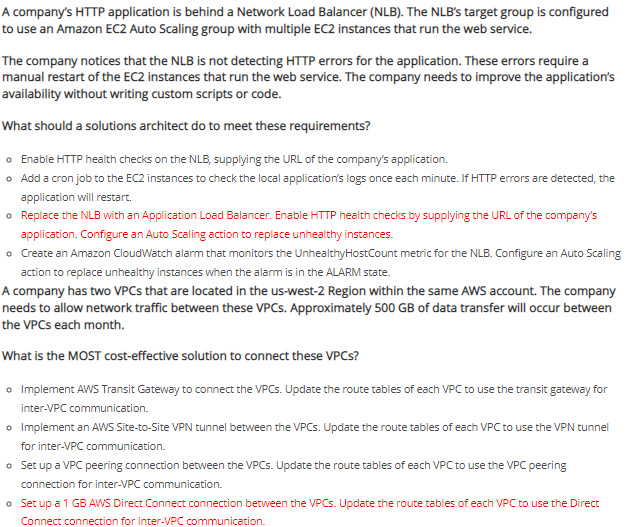 A company's HTTP application is behind a Network Load Balancer (NLB). The NLB's target group is configured
to use an Amazon EC2 Auto Scaling group with multiple EC2 instances that run the web service.
The company notices that the NLB is not detecting HTTP errors for the application. These errors require a
manual restart of the EC2 instances that run the web service. The company needs to improve the application's
availability without writing custom scripts or code.
What should a solutions architect do to meet these requirements?
Enable HTTP health checks on the NLB, supplying the URL of the company's application.
Add a cron job to the EC2 instances to check the local application's logs once each minute. If HTTP errors are detected, the
application will restart.
Replace the NLB with an Application Load Balancer. Enable HTTP health checks by supplying the URL of the company's
application. Configure an Auto Scaling action to replace unhealthy instances.
Create an Amazon CloudWatch alarm that monitors the UnhealthyHostCount metric for the NLB. Configure an Auto Scaling
action to replace unhealthy instances when the alarm is in the ALARM state.
A company has two VPCs that are located in the us-west-2 Region within the same AWS account. The company
needs to allow network traffic between these VPCs. Approximately 500 GB of data transfer will occur between
the VPCs each month.
What is the MOST cost-effective solution to connect these VPCs?
Implement AWS Transit Gateway to connect the VPCs. Update the route tables of each VPC to use the transit gateway for
inter-VPC communication.
Implement an AWS Site-to-Site VPN tunnel between the VPCs. Update the route tables of each VPC to use the VPN tunnel
for inter-VPC communication.
Set up a VPC peering connection between the VPCs. Update the route tables of each VPC to use the VPC peering
connection for inter-VPC communication.
Set up a 1 GB AWS Direct Connect connection between the VPCs. Update the route tables of each VPC to use the Direct
Connect connection for inter-VPC communication.